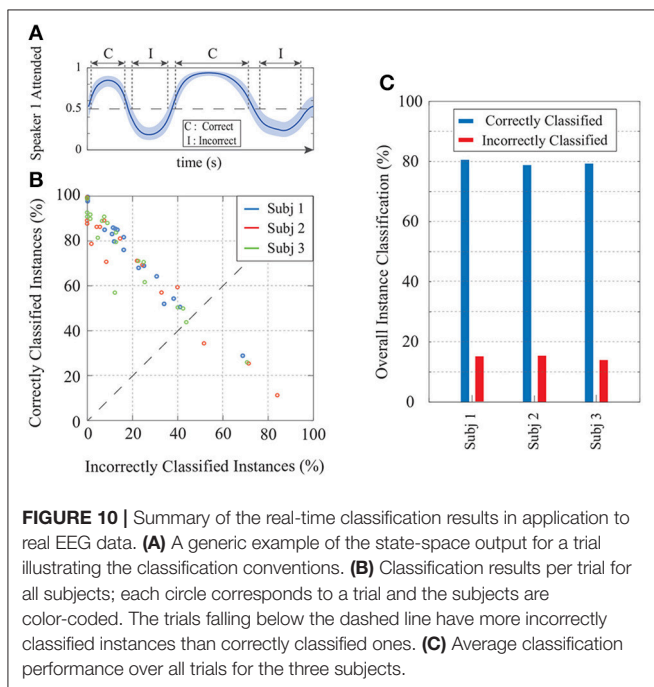 A
C I C I
1
0.5
0
Speaker 1 Attended
C : Correct
I : Incorrect
time (s)
B
100
80
60
40
20
0
Correctly Classified Instances (%)
Subj 1
Subj 2
Subj 3
0 20 40 60 80 100
Incorrectly Classified Instances (%)
C
100
80
60
40
20
0
Overall Instance Classification (%)
Correctly Classified
Incorrectly Classified
Subj 1
Subj 2
Subj 3
FIGURE 10 | Summary of the real-time classification results in application to
real EEG data. (A) A generic example of the state-space output for a trial
illustrating the classification conventions. (B) Classification results per trial for
all subjects; each circle corresponds to a trial and the subjects are
color-coded. The trials falling below the dashed line have more incorrectly
classified instances than correctly classified ones. (C) Average classification
performance over all trials for the three subjects.